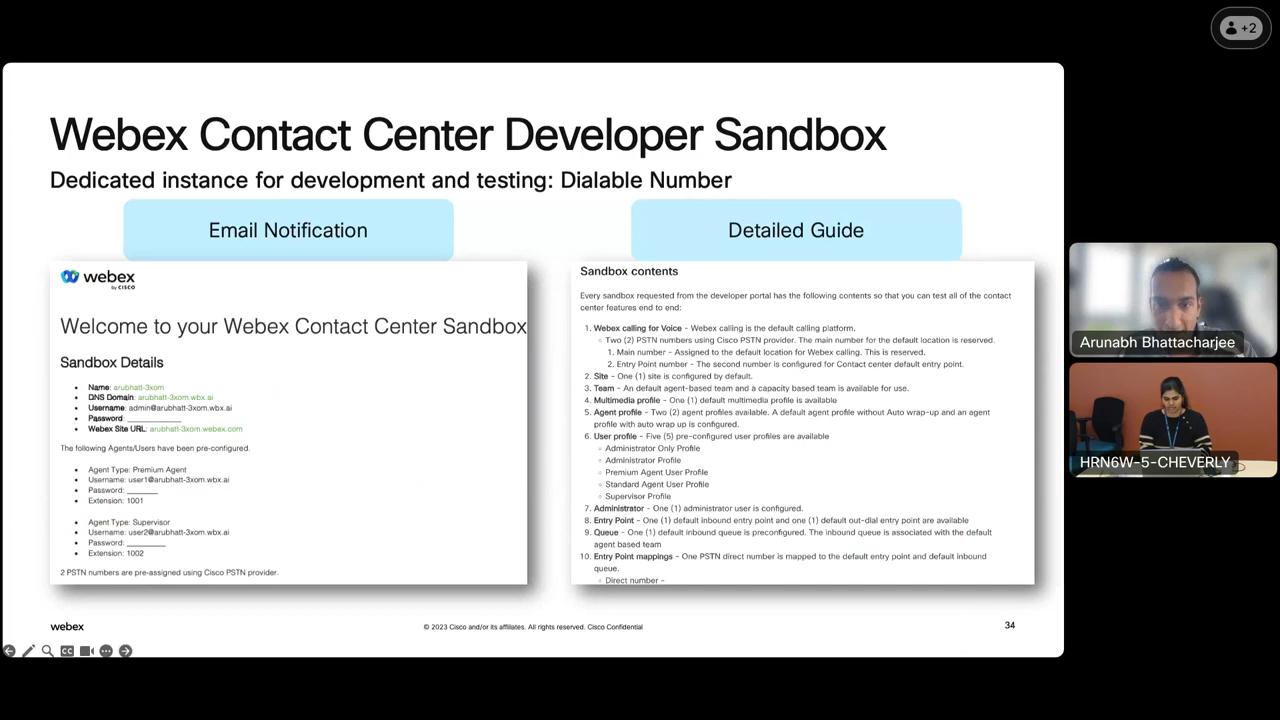 +2
Webex Contact Center Developer Sandbox
Dedicated instance for development and testing: Dialable Number
Email Notification
webex
by CISCO
Welcome to your Webex Contact Center Sandbox
Sandbox Details
Name: arubhatt-3xom
DNS Domain: arubhatt-3xom.wbx.ai
Username: admin@arubhatt-3xom.wbx.ai
Password: ____________
Webex Site URL: arubhatt-3xom.webex.com
The following Agents/Users have been pre-configured.
Agent Type: Premium Agent
Username: user1@arubhatt-3xom.wbx.ai
Password: _______
Extension: 1001
Agent Type: Supervisor
Username: user2@arubhatt-3xom.wbx.ai
Password: _________
Extension: 1002
2 PSTN numbers are pre-assigned using Cisco PSTN provider.
Detailed Guide
Sandbox contents
Every sandbox requested from the developer portal has the following contents so that you can test all of the contact
center features end to end:
1. Webex calling for Voice - Webex calling is the default calling platform.
Two (2) PSTN numbers using Cisco PSTN provider. The main number for the default location is reserved.
1. Main number - Assigned to the default location for Webex calling. This is reserved.
2. Entry Point number - The second number is configured for Contact center default entry point.
2. Site - One (1) site is configured by default.
3. Team - An default agent-based team and a capacity based team is available for use.
4. Multimedia profile - One (1) default multimedia profile is available
5. Agent profile - Two (2) agent profiles available. A default agent profile without Auto wrap-up and an agent
profile with auto wrap up is configured.
6. User profile - Five (5) pre-configured user profiles are available
Administrator Only Profile
Administrator Profile
Premium Agent User Profile
Standard Agent User Profile
Supervisor Profile
7. Administrator - One (1) administrator user is configured.
8. Entry Point - One (1) default inbound entry point and one (1) default out-dial entry point are available
9. Queue - One (1) default inbound queue is preconfigured. The inbound queue is associated with the default
agent based team
10. Entry Point mappings - One PSTN direct number is mapped to the default entry point and default inbound
queue.
Direct number -
webex
© 2023 Cisco and/or its affiliates. All rights reserved. Cisco Confidential
34
CC
Arunabh Bhattacharjee
HRN6W-5-CHEVERLY